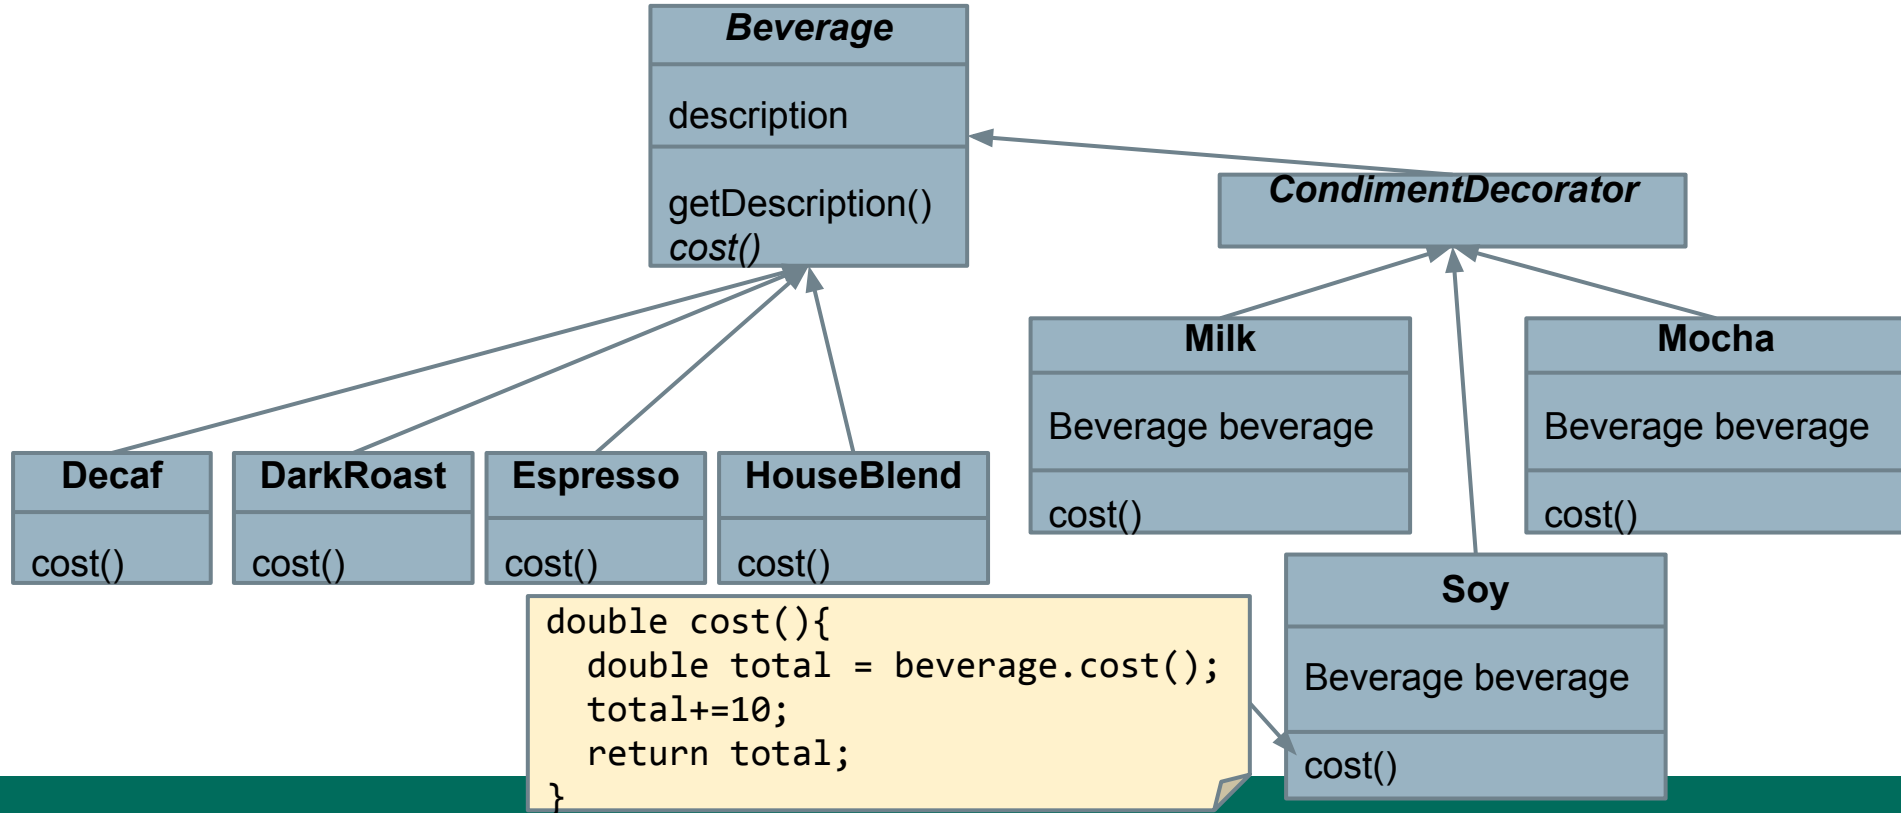 Beverage
description
getDescription()
cost()
CondimentDecorator
Milk
Beverage beverage
cost()
Mocha
Beverage beverage
cost()
Decaf
cost()
DarkRoast
cost()
Espresso
cost()
HouseBlend
cost()
Soy
Beverage beverage
cost()
double cost(){
  double total = beverage.cost();
  total+=10;
  return total;
}